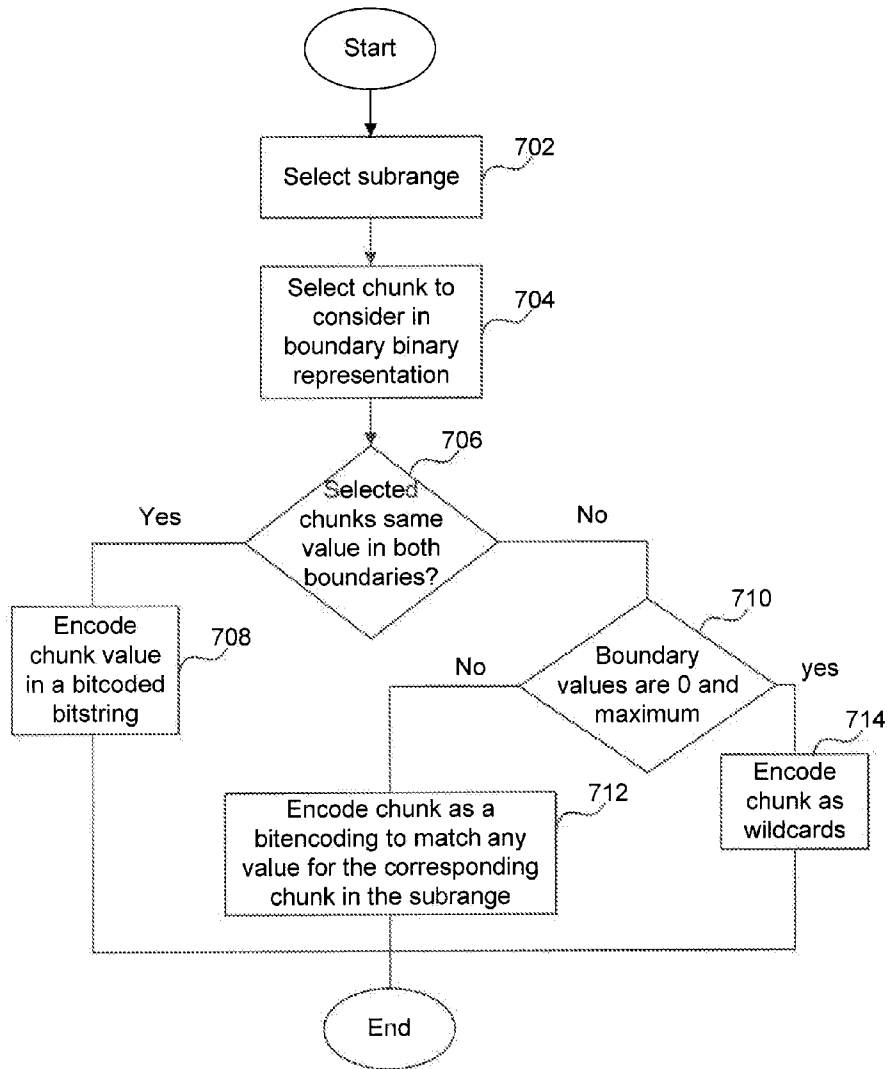 Start
702
Select subrange
Select chunk to
consider in
boundary binary
representation
704
706
Selected
chunks same
value in both
boundaries?
Yes
No
Encode
chunk value
in a bitcoded
bitstring
708
710
Boundary
values are 0 and
maximum
No
yes
714
Encode
chunk as
wildcards
712
Encode chunk as a
bitencoding to match any
value for the corresponding
chunk in the subrange
End